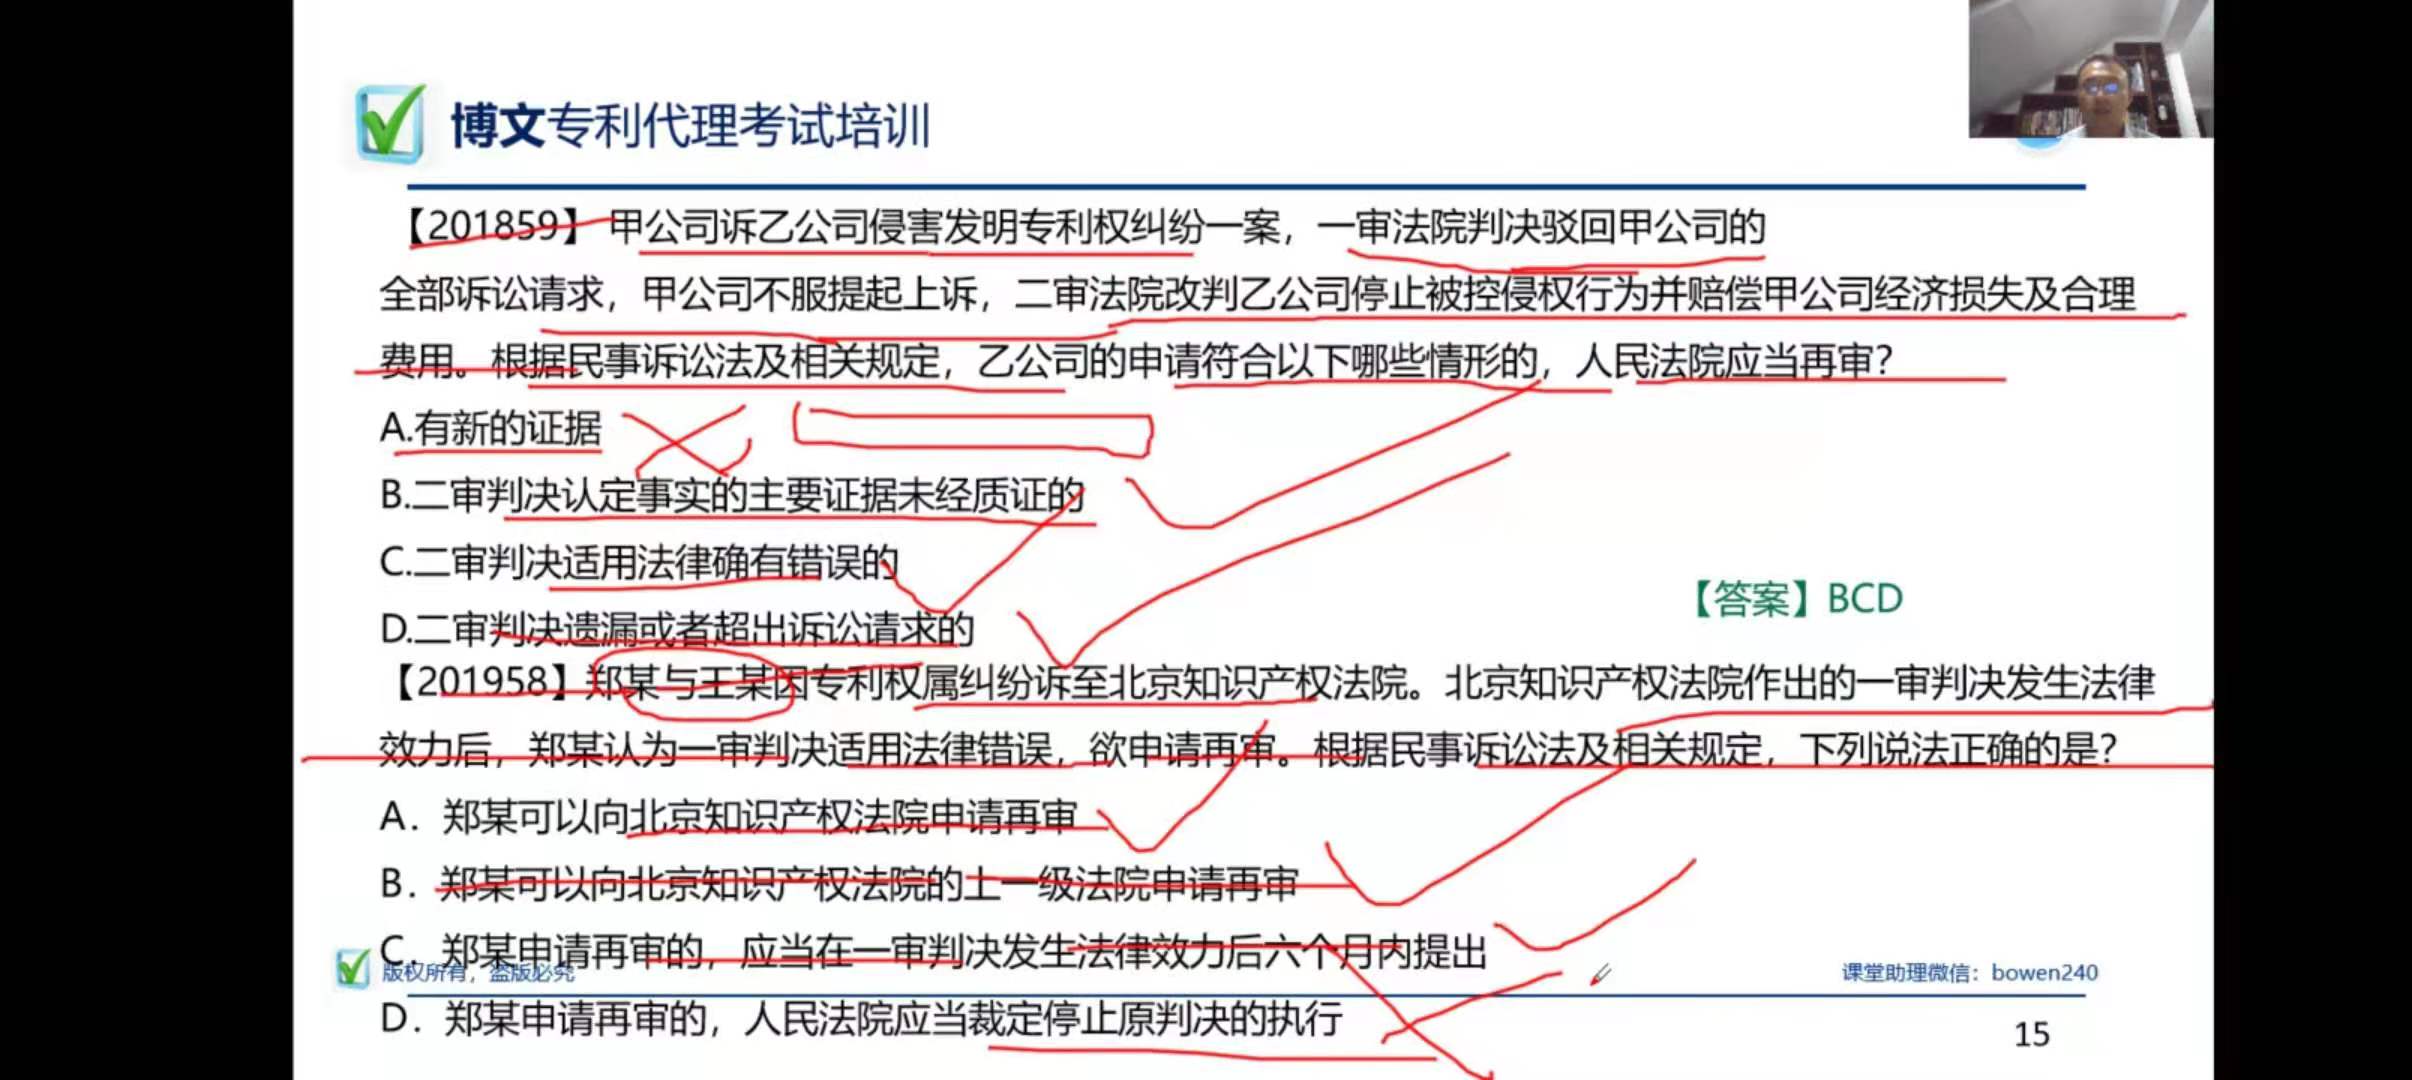 博文专利代理考试培训
【201859】甲公司诉乙公司侵害发明专利权纠纷一案，一审法院判决驳回甲公司的
全部诉讼请求，甲公司不服提起上诉，二审法院改判乙公司停止被控侵权行为并赔偿甲公司经济损失及合理
费用。根据民事诉讼法及相关规定，乙公司的申请符合以下哪些情形的，人民法院应当再审？
A.有新的证据
B.二审判决认定事实的主要证据未经质证的
C.二审判决适用法律确有错误的
【答案】BCD
D.二审判决遗漏或者超出诉讼请求的
【201958】郑某与王某因专利权属纠纷诉至北京知识产权法院。北京知识产权法院作出的一审判决发生法律
效力后，郑某认为一审判决适用法律错误，欲申请再审。根据民事诉讼法及相关规定，下列说法正确的是？
A．郑某可以向北京知识产权法院申请再审
B．郑某可以向北京知识产权法院的上一级法院申请再审
C．郑某申请再审的，应当在一审判决发生法律效力后六个月内提出
版权所有，盗版必究
课堂助理微信：bowen240
D．郑某申请再审的，人民法院应当裁定停止原判决的执行
15